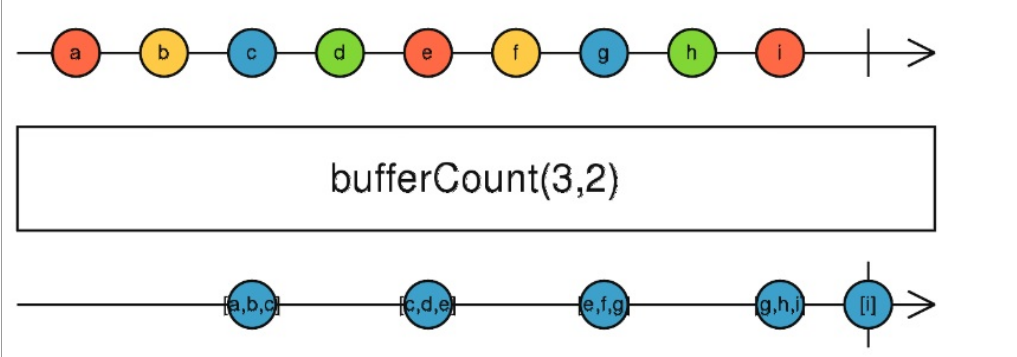 a b c d e f g h i
bufferCount(3,2)
[a,b,c] [c,d,e] [e,f,g] [g,h,i] [i]